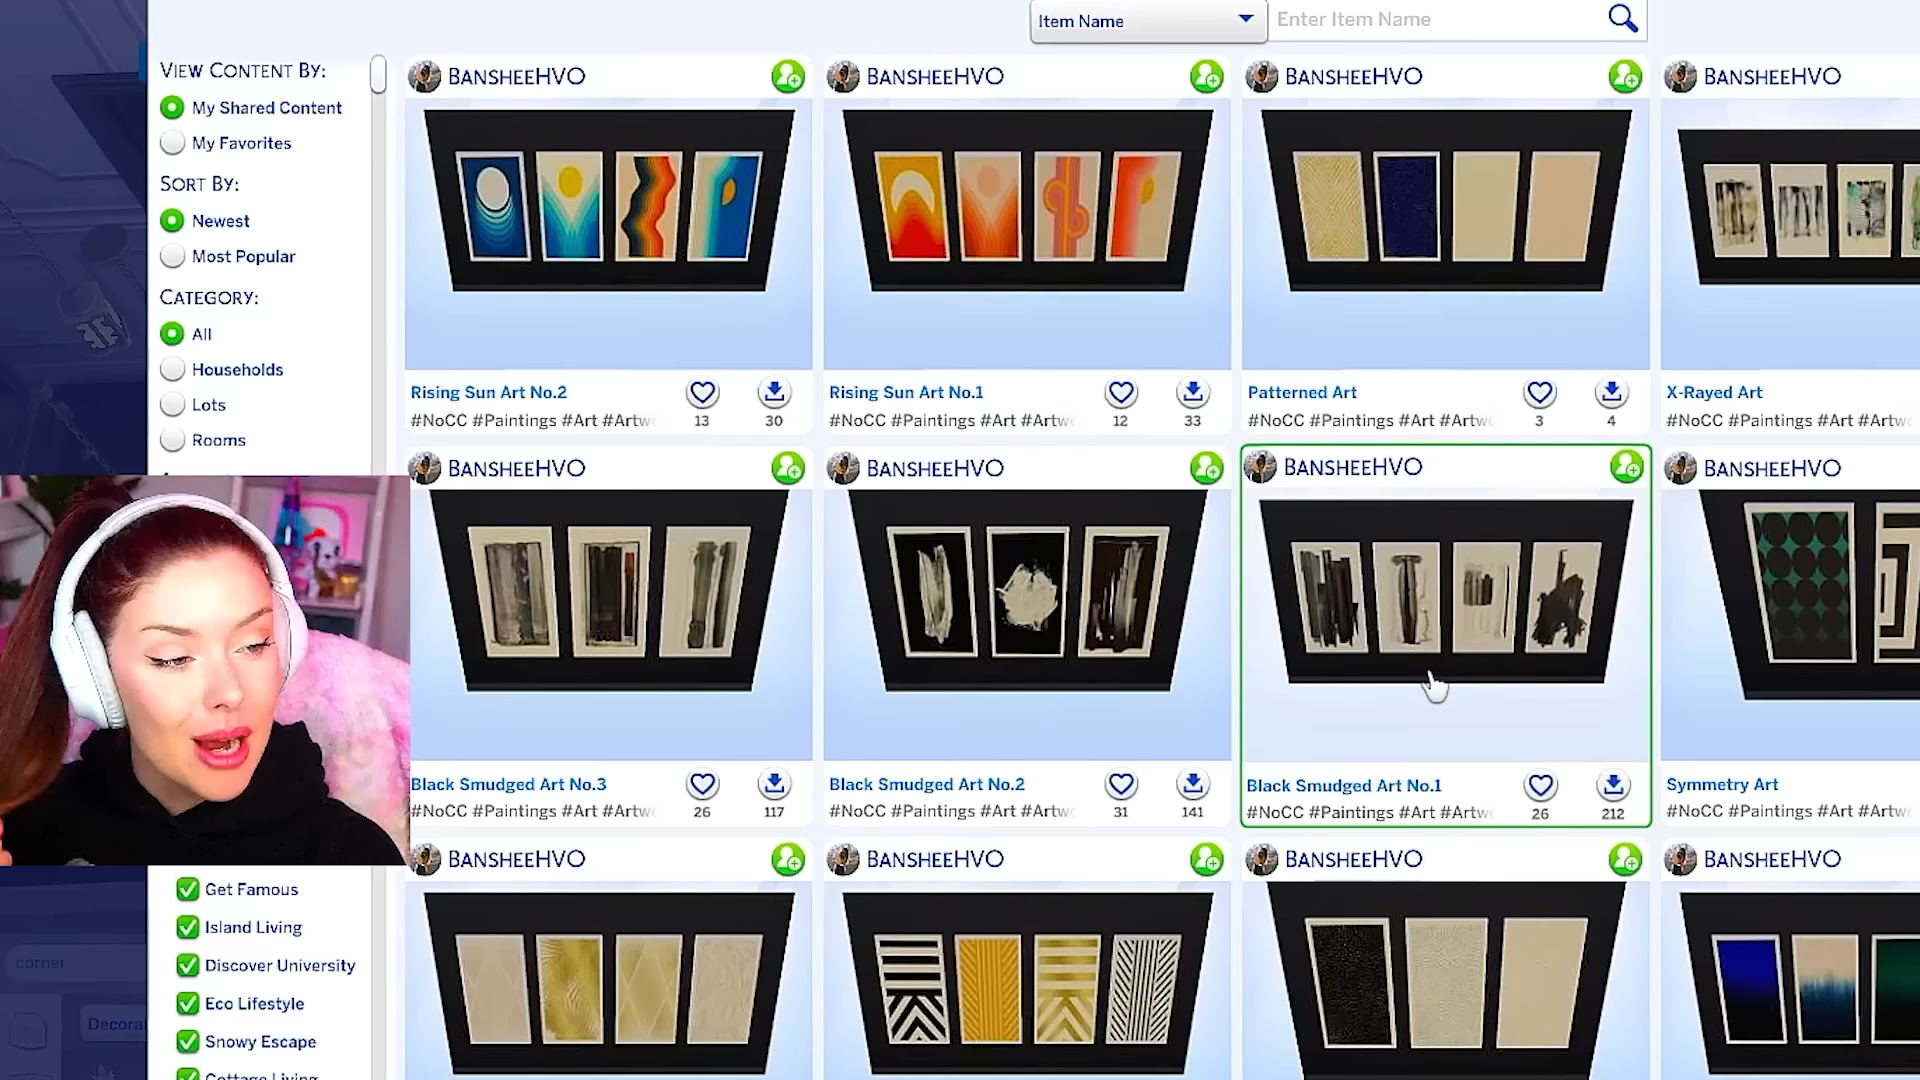 Item Name
Enter Item Name
VIEW CONTENT BY:
My Shared Content
My Favorites
SORT BY:
Newest
Most Popular
CATEGORY:
All
Households
Lots
Rooms
BANSHEEHVO
BANSHEEHVO
BANSHEEHVO
BANSHEEHVO
Rising Sun Art No.2
13
30
#NoCC #Paintings #Art #Artw
Rising Sun Art No.1
12
33
#NoCC #Paintings #Art #Artw
Patterned Art
3
4
#NoCC #Paintings #Art #Artw
X-Rayed Art
#NoCC #Paintings #Art #Artw
BANSHEEHVO
BANSHEEHVO
BANSHEEHVO
BANSHEEHVO
Black Smudged Art No.3
26
117
#NoCC #Paintings #Art #Artw
Black Smudged Art No.2
31
141
#NoCC #Paintings #Art #Artw
Black Smudged Art No.1
26
212
#NoCC #Paintings #Art #Artw
Symmetry Art
#NoCC #Paintings #Art #Artw
BANSHEEHVO
BANSHEEHVO
BANSHEEHVO
BANSHEEHVO
Get Famous
Island Living
Discover University
Eco Lifestyle
Snowy Escape
Cottage Living
corner
Decorat